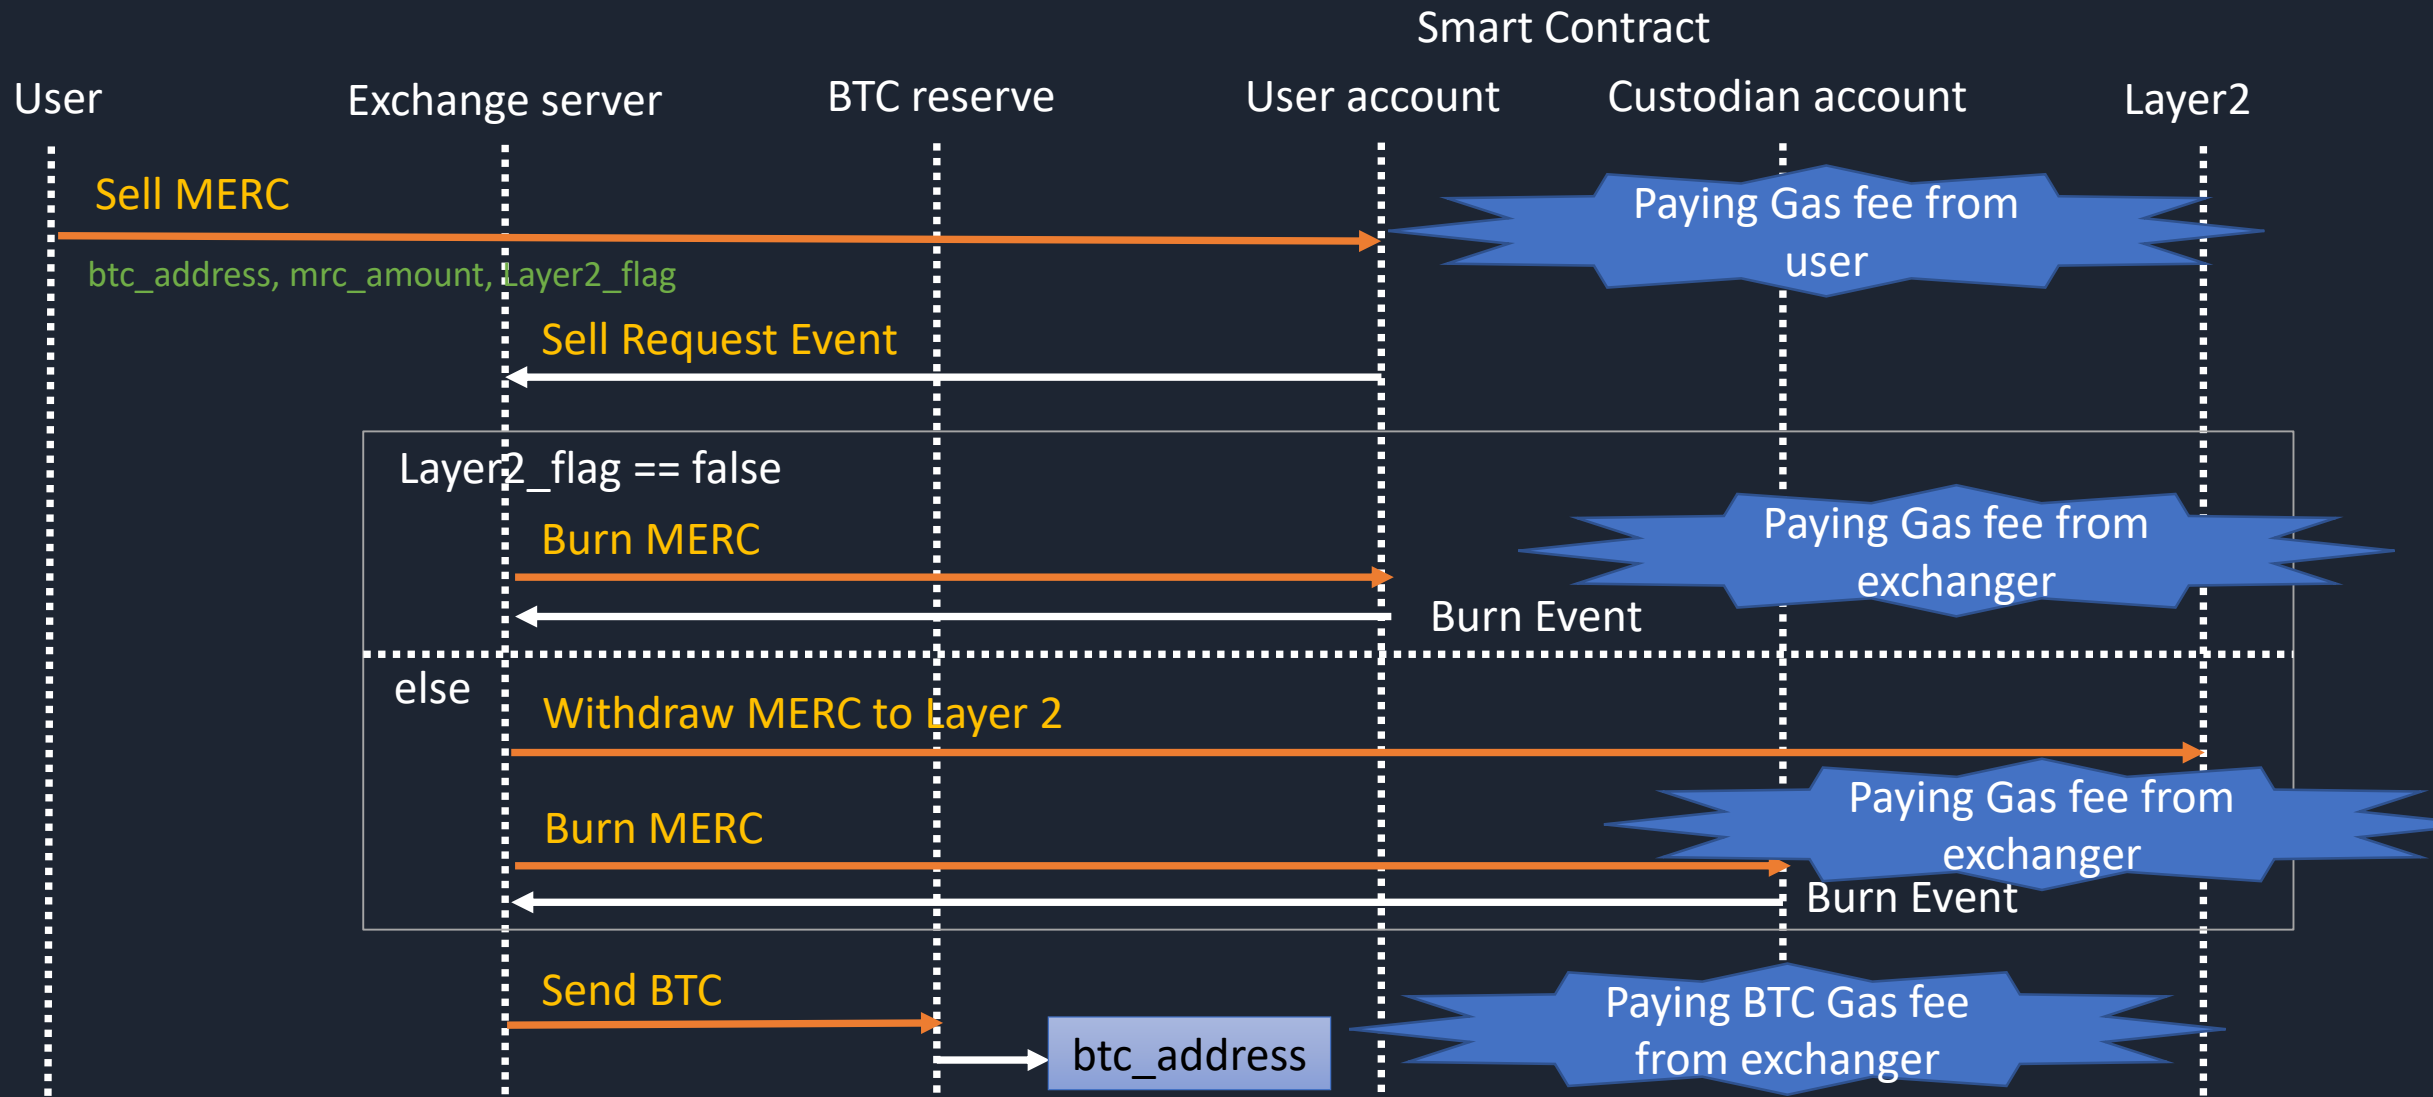 Smart Contract
User
Exchange server
BTC reserve
User account
Custodian account
Layer2
Sell MERC
Paying Gas fee from
user
btc_address, mrc_amount, Layer2_flag
Sell Request Event
Layer2_flag == false
Burn MERC
Paying Gas fee from
exchanger
Burn Event
else
Withdraw MERC to Layer 2
Burn MERC
Paying Gas fee from
exchanger
Burn Event
Send BTC
btc_address
Paying BTC Gas fee
from exchanger